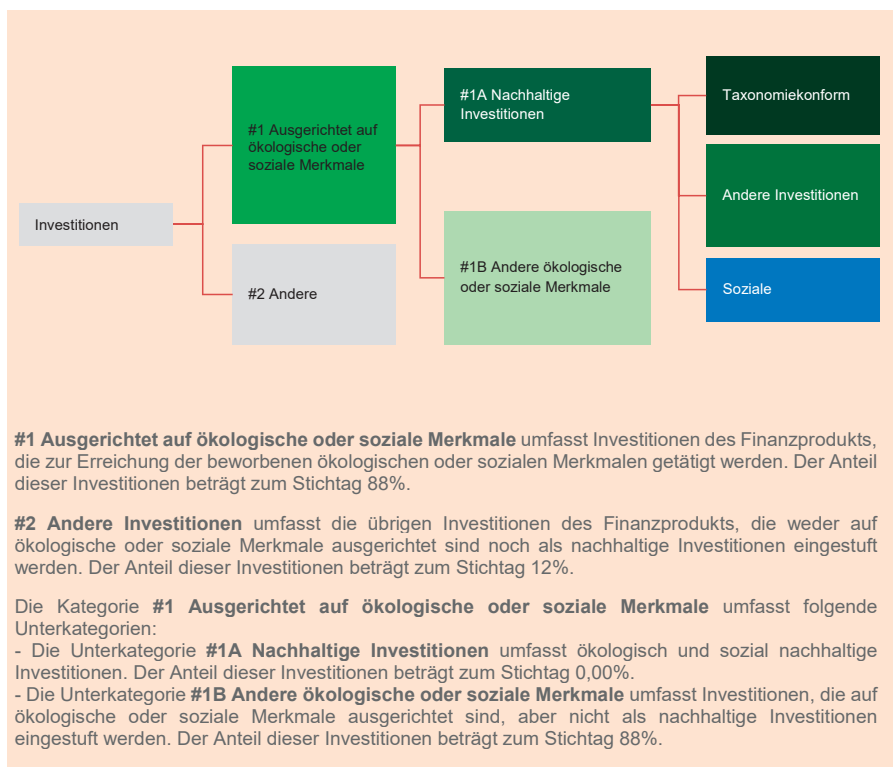 Investitionen
#1 Ausgerichtet auf
ökologische oder
soziale Merkmale
#2 Andere
#1A Nachhaltige
Investitionen
#1B Andere ökologische
oder soziale Merkmale
Taxonomiekonform
Andere Investitionen
Soziale
#1 Ausgerichtet auf ökologische oder soziale Merkmale umfasst Investitionen des Finanzprodukts,
die zur Erreichung der beworbenen ökologischen oder sozialen Merkmalen getätigt werden. Der Anteil
dieser Investitionen beträgt zum Stichtag 88%.
#2 Andere Investitionen umfasst die übrigen Investitionen des Finanzprodukts, die weder auf
ökologische oder soziale Merkmale ausgerichtet sind noch als nachhaltige Investitionen eingestuft
werden. Der Anteil dieser Investitionen beträgt zum Stichtag 12%.
Die Kategorie #1 Ausgerichtet auf ökologische oder soziale Merkmale umfasst folgende
Unterkategorien:
- Die Unterkategorie #1A Nachhaltige Investitionen umfasst ökologisch und sozial nachhaltige
Investitionen. Der Anteil dieser Investitionen beträgt zum Stichtag 0,00%.
- Die Unterkategorie #1B Andere ökologische oder soziale Merkmale umfasst Investitionen, die auf
ökologische oder soziale Merkmale ausgerichtet sind, aber nicht als nachhaltige Investitionen
eingestuft werden. Der Anteil dieser Investitionen beträgt zum Stichtag 88%.